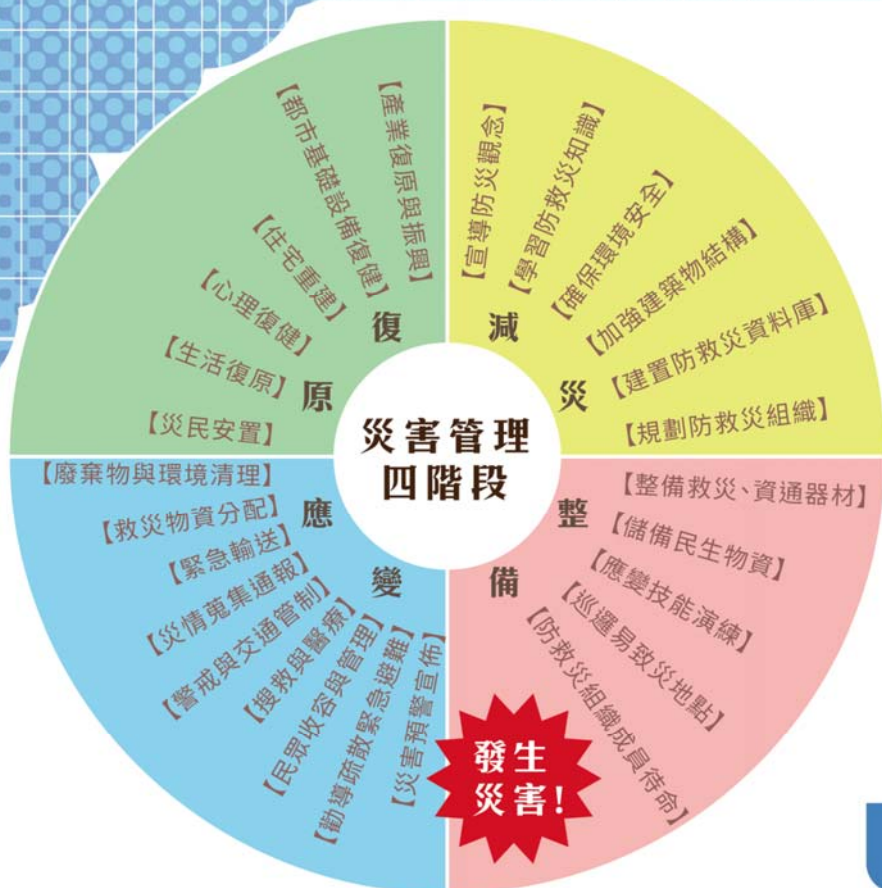 災害管理
四階段
減災
【宣導防災觀念】
【學習防救災知識】
【確保環境安全】
【加強建築物結構】
【建置防救災資料庫】
【規劃防救災組織】
整備
【整備救災、資通器材】
【儲備民生物資】
【應變技能演練】
【巡邏易致災地點】
【防救災組織成員待命】
發生
災害!
應變
【災害預警宣佈】
【勸導疏散緊急避難】
【民眾收容與管理】
【搜救與醫療】
【警戒與交通管制】
【災情蒐集通報】
【緊急輸送】
【救災物資分配】
【廢棄物與環境清理】
復原
【災民安置】
【生活復原】
【心理復健】
【住宅重建】
【都市基礎設備復健】
【產業復原與振興】